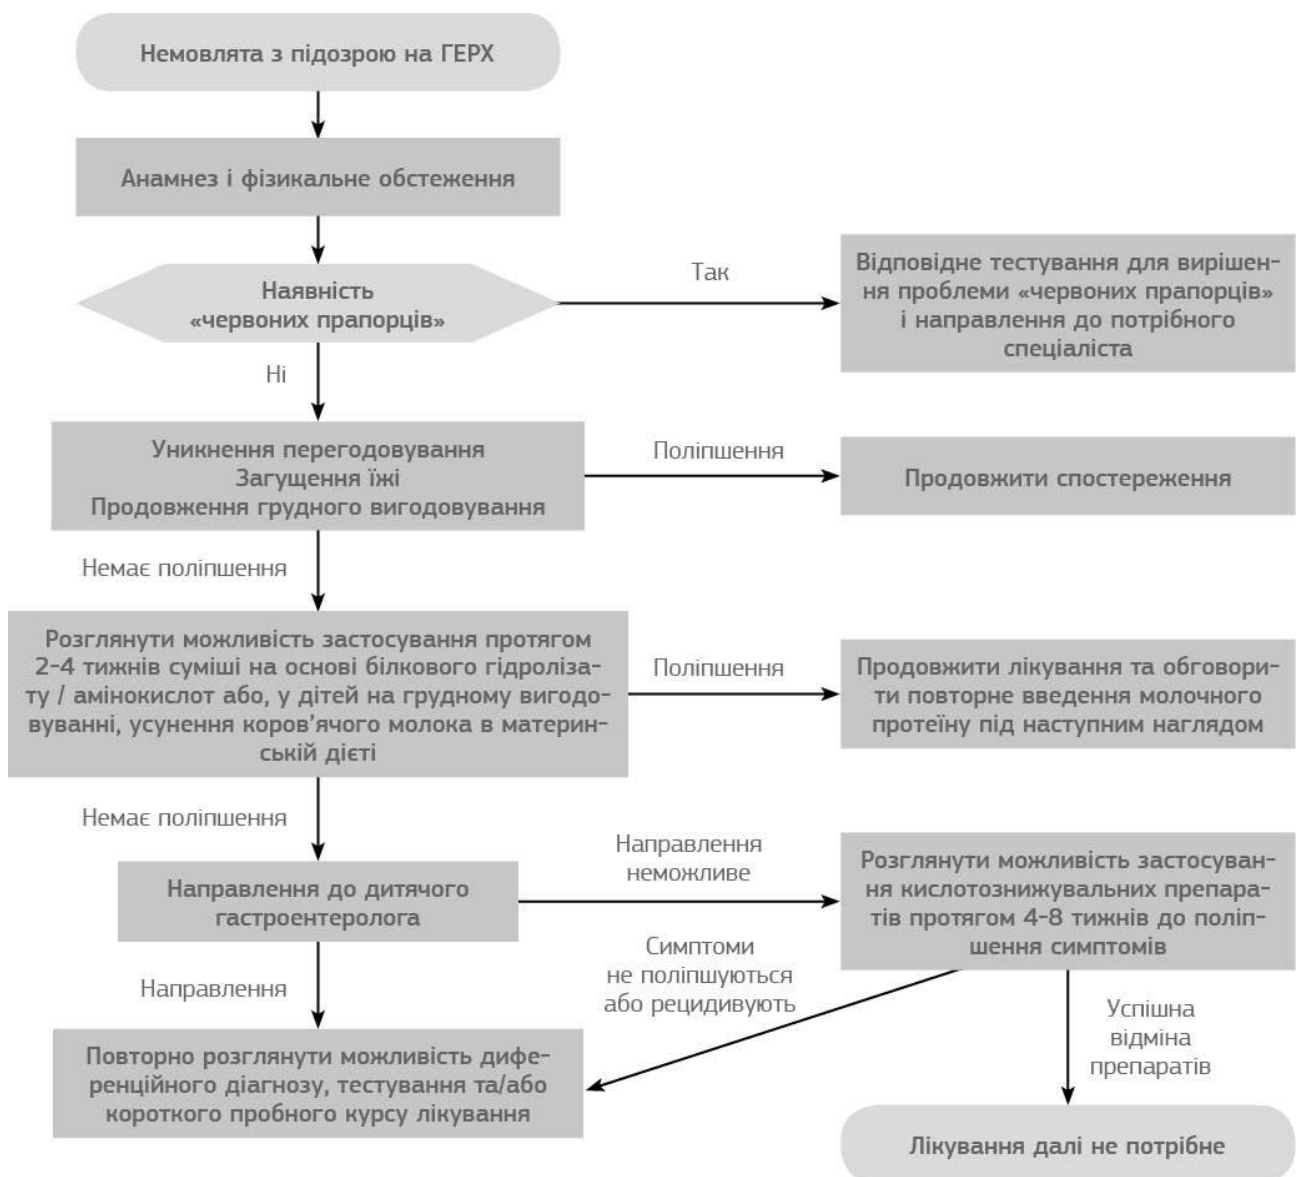 Немовлята з підозрою на ГЕРХ
Анамнез і фізикальне обстеження
Наявність
«червоних прапорців»
Так
Відповідне тестування для вирішен-
ня проблеми «червоних прапорців»
і направлення до потрібного
спеціаліста
Ні
Уникнення перегодовування
Загущення їжі
Продовження грудного вигодовування
Поліпшення
Продовжити спостереження
Немає поліпшення
Розглянути можливість застосування протягом
2–4 тижнів суміші на основі білкового гідроліза-
ту / амінокислот або, у дітей на грудному вигодо-
вуванні, усунення коров’ячого молока в материн-
ській дієті
Поліпшення
Продовжити лікування та обговори-
ти повторне введення молочного
протеїну під наступним наглядом
Немає поліпшення
Направлення до дитячого
гастроентеролога
Направлення
неможливе
Розглянути можливість застосуван-
ня кислотознижувальних препара-
тів протягом 4–8 тижнів до поліп-
шення симптомів
Направлення
Симптоми
не поліпшуються
або рецидивують
Успішна
відміна
препаратів
Повторно розглянути можливість дифе-
ренційного діагнозу, тестування та/або
короткого пробного курсу лікування
Лікування далі не потрібне